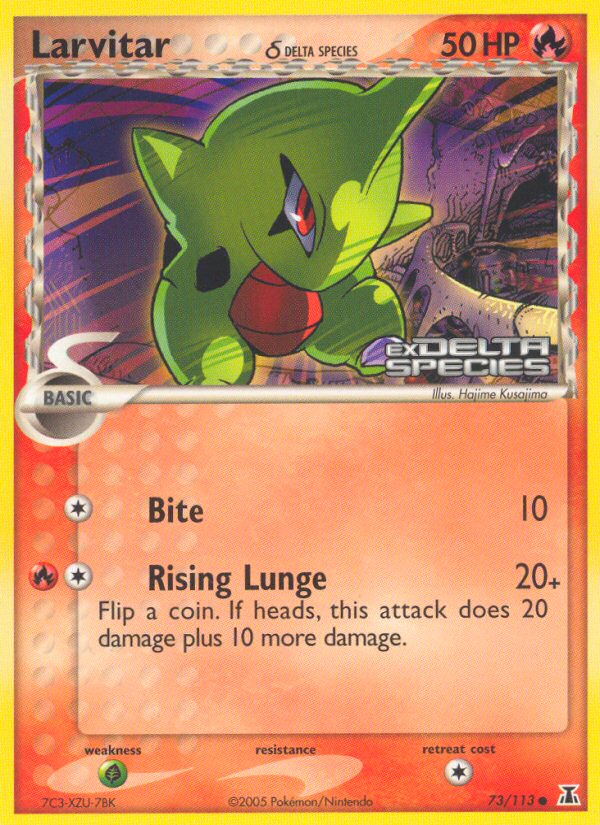 Larvitar δ DELTA SPECIES 50 HP
EX DELTA
SPECIES
BASIC
Illus. Hajime Kusajima
Bite 10
Rising Lunge 20+
Flip a coin. If heads, this attack does 20
damage plus 10 more damage.
weakness resistance retreat cost
7C3-XZU-7BK ©2005 Pokémon/Nintendo 73/113 ●